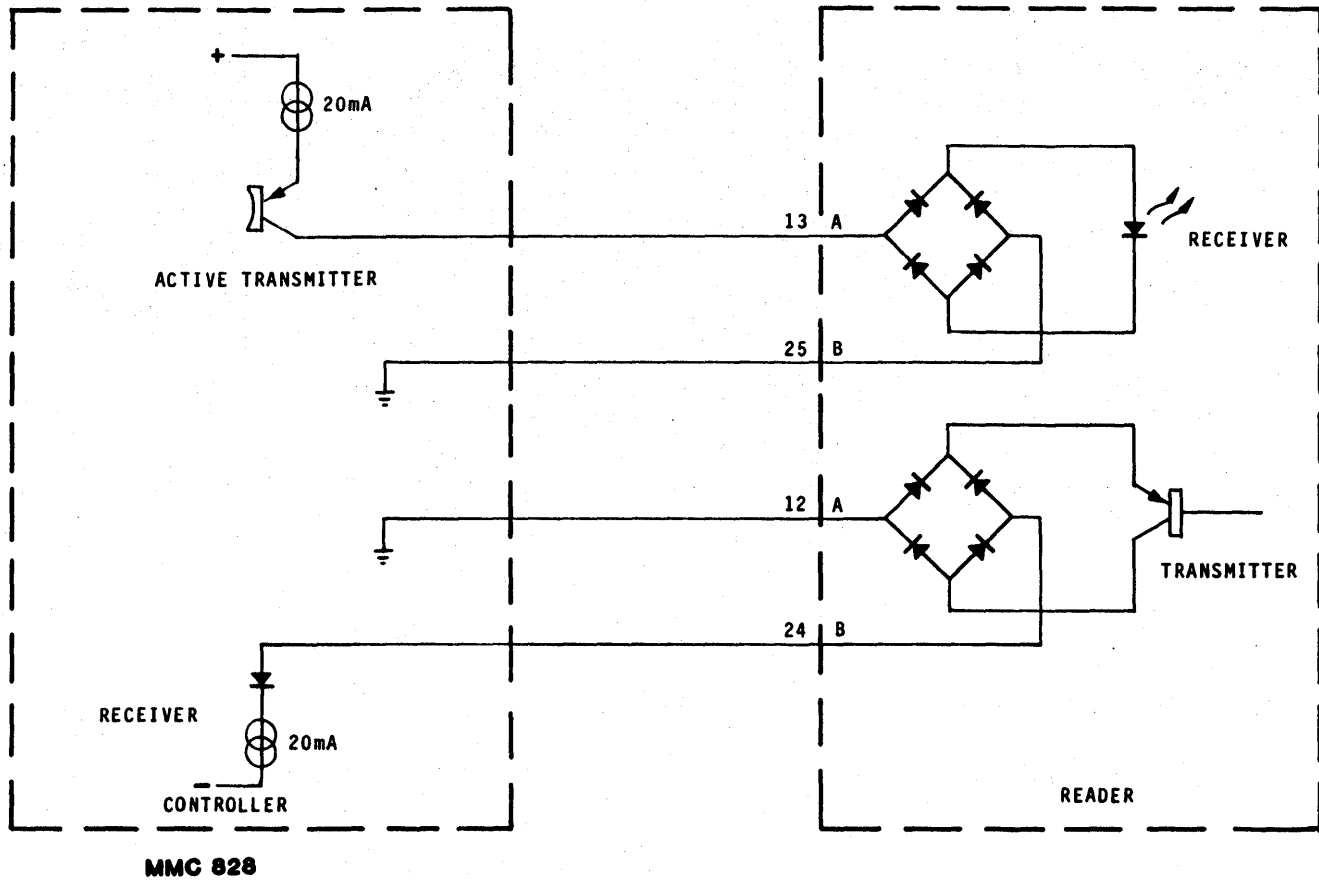 +
20mA
ACTIVE TRANSMITTER
13 A
RECEIVER
25 B
12 A
TRANSMITTER
24 B
RECEIVER
20mA
-
CONTROLLER
READER
MMC 828